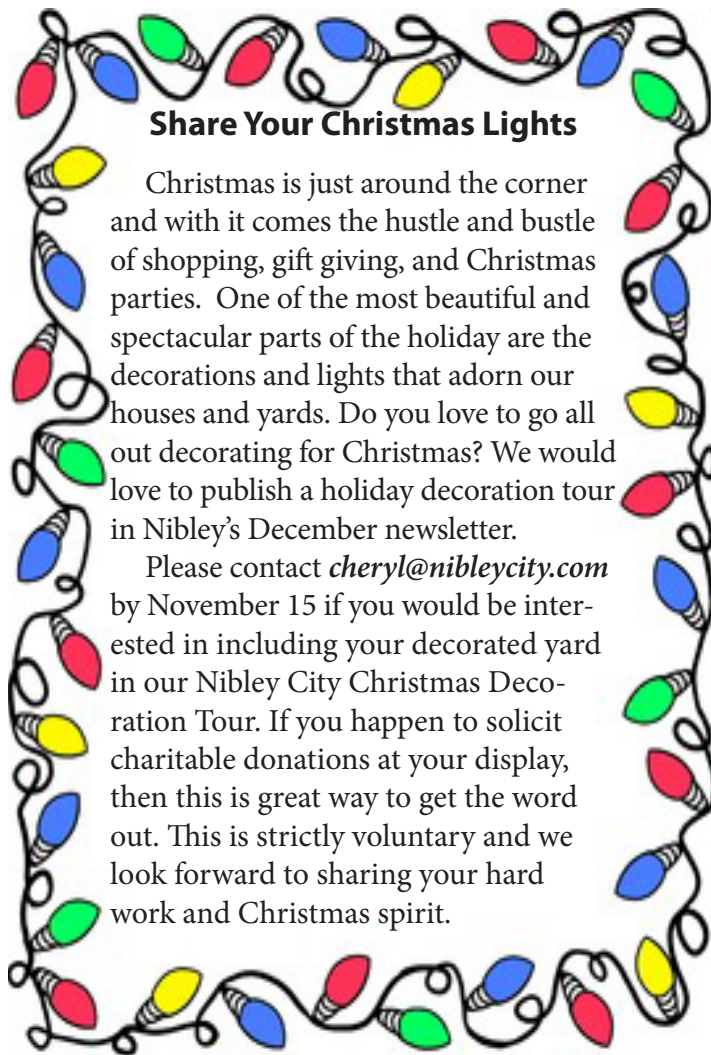 Share Your Christmas Lights
Christmas is just around the corner
and with it comes the hustle and bustle
of shopping, gift giving, and Christmas
parties.  One of the most beautiful and
spectacular parts of the holiday are the
decorations and lights that adorn our
houses and yards. Do you love to go all
out decorating for Christmas? We would
love to publish a holiday decoration tour
in Nibley’s December newsletter.
Please contact cheryl@nibleycity.com
by November 15 if you would be inter-
ested in including your decorated yard
in our Nibley City Christmas Deco-
ration Tour. If you happen to solicit
charitable donations at your display,
then this is great way to get the word
out. This is strictly voluntary and we
look forward to sharing your hard
work and Christmas spirit.